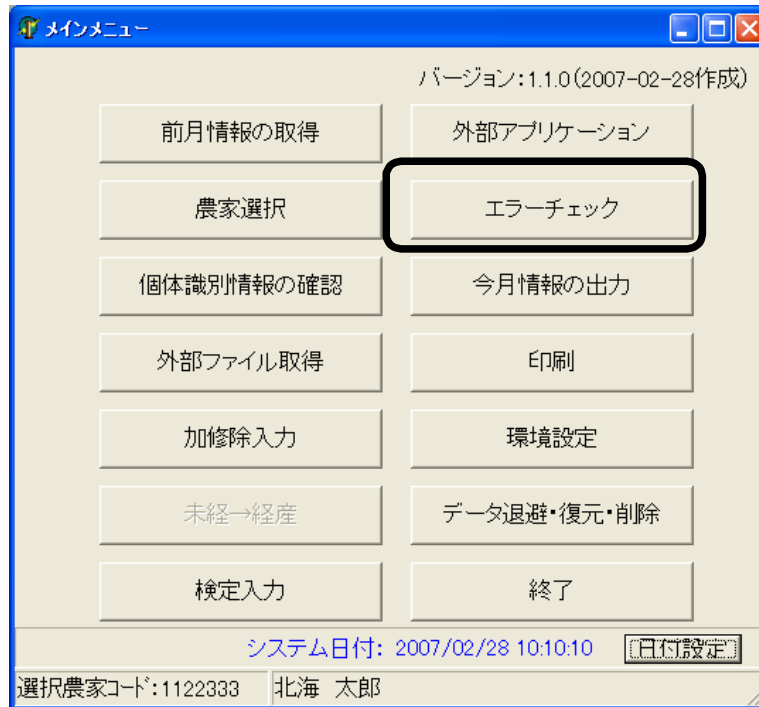 メインメニュー
バージョン:1.1.0(2007-02-28作成)
前月情報の取得
外部アプリケーション
農家選択
エラーチェック
個体識別情報の確認
今月情報の出力
外部ファイル取得
印刷
加修除入力
環境設定
未経→経産
データ退避・復元・削除
検定入力
終了
システム日付: 2007/02/28 10:10:10
日付設定
選択農家コード:1122333
北海 太郎